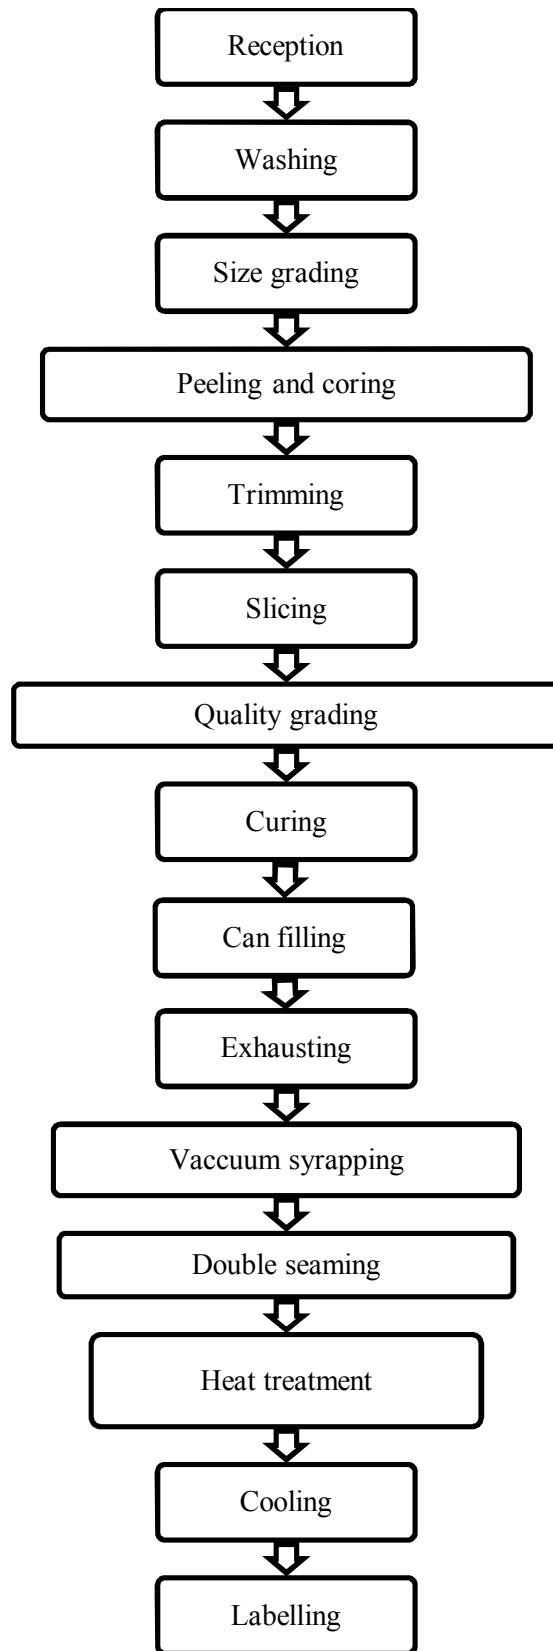 Reception
Washing
Size grading
Peeling and coring
Trimming
Slicing
Quality grading
Curing
Can filling
Exhausting
Vaccuum syrapping
Double seaming
Heat treatment
Cooling
Labelling